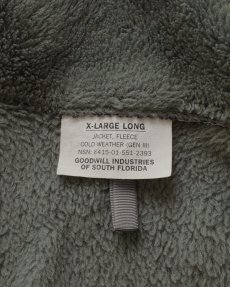 X-LARGE LONG
JACKET, FLEECE
COLD WEATHER (GEN III)
NSN: 8415-01-551-2393
GOODWILL INDUSTRIES
OF SOUTH FLORIDA